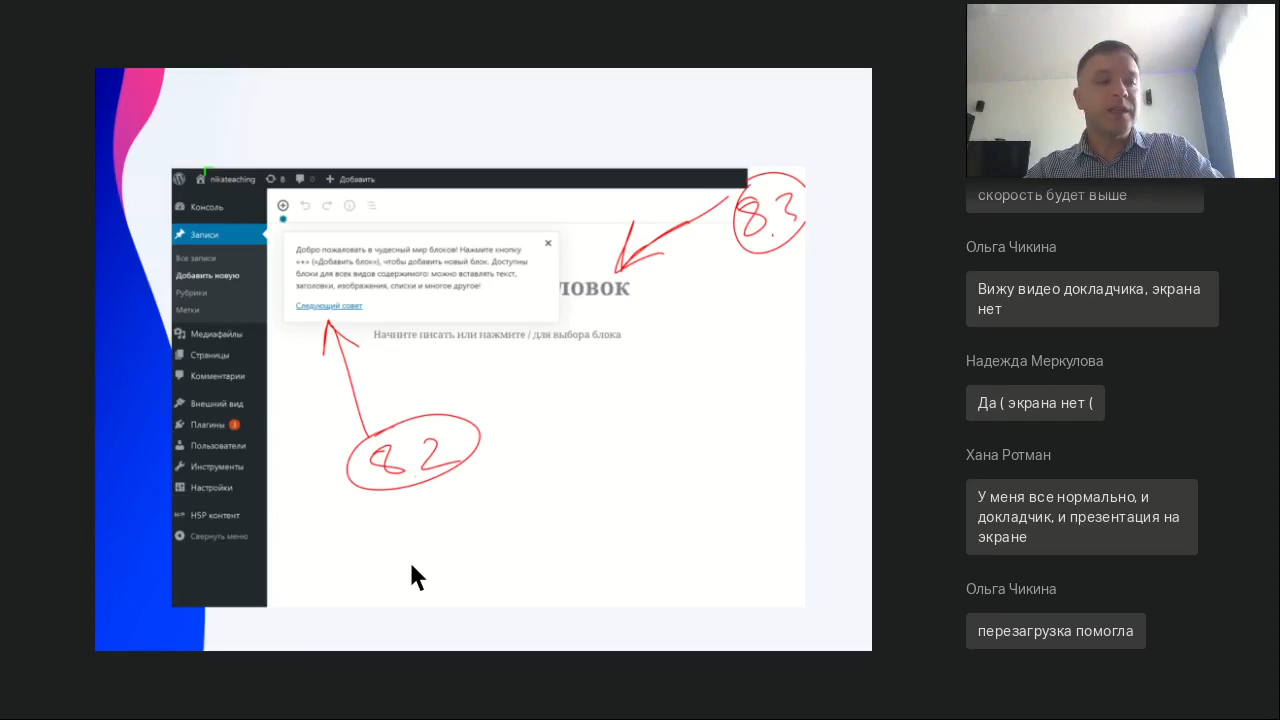 nikateaching 8 0 Добавить
Консоль
Записи
Все записи
Добавить новую
Рубрики
Метки
Медиафайлы
Страницы
Комментарии
Внешний вид
Плагины
Пользователи
Инструменты
Настройки
H5P контент
Свернуть меню
Добро пожаловать в чудесный мир блоков! Нажмите кнопку
«+» («Добавить блок»), чтобы добавить новый блок. Доступны
блоки для всех видов содержимого: можно вставлять текст,
заголовки, изображения, списки и многое другое!
Следующий совет
ловок
Начните писать или нажмите / для выбора блока
8.3
8.2
скорость будет выше
Ольга Чикина
Вижу видео докладчика, экрана
нет
Надежда Меркулова
Да ( экрана нет (
Хана Ротман
У меня все нормально, и
докладчик, и презентация на
экране
Ольга Чикина
перезагрузка помогла